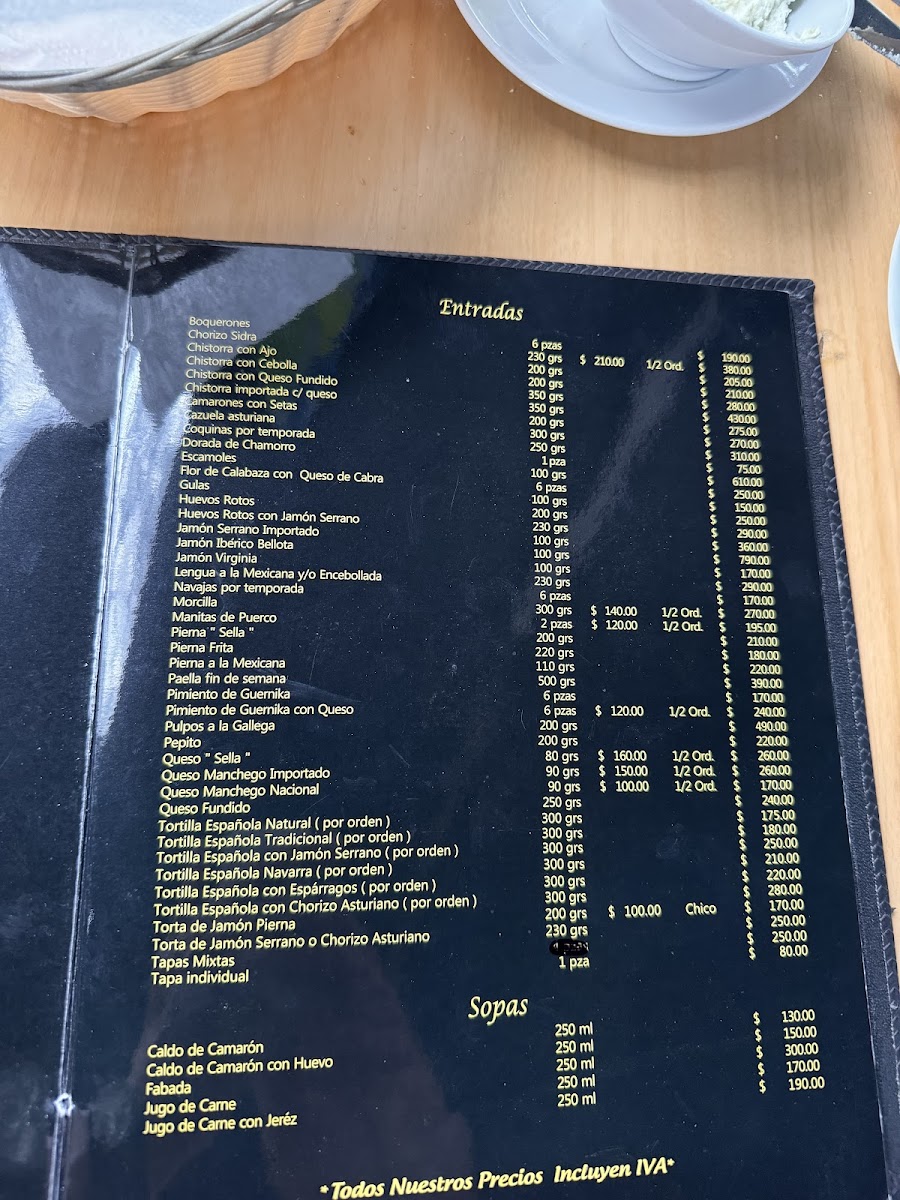 Entradas
Boquerones 6 pzas $ 190.00
Chorizo Sidra 230 grs $ 210.00 1/2 Ord. $ 380.00
Chistorra con Ajo 200 grs $ 205.00
Chistorra con Cebolla 200 grs $ 210.00
Chistorra con Queso Fundido 350 grs $ 280.00
Chistorra importada c/ queso 350 grs $ 430.00
Camarones con Setas 200 grs $ 275.00
Cazuela asturiana 300 grs $ 270.00
Coquinas por temporada 250 grs $ 310.00
Dorada de Chamorro 1 pza $ 75.00
Escamoles 100 grs $ 610.00
Flor de Calabaza con Queso de Cabra 6 pzas $ 250.00
Gulas 100 grs $ 150.00
Huevos Rotos 200 grs $ 250.00
Huevos Rotos con Jamón Serrano 230 grs $ 290.00
Jamón Serrano Importado 100 grs $ 360.00
Jamón Ibérico Bellota 100 grs $ 790.00
Jamón Virginia 100 grs $ 170.00
Lengua a la Mexicana y/o Encebollada 230 grs $ 290.00
Navajas por temporada 6 pzas $ 170.00
Morcilla 300 grs $ 140.00 1/2 Ord. $ 270.00
Manitas de Puerco 2 pzas $ 120.00 1/2 Ord. $ 195.00
Pierna " Sella " 200 grs $ 210.00
Pierna Frita 220 grs $ 180.00
Pierna a la Mexicana 110 grs $ 220.00
Paella fin de semana 500 grs $ 390.00
Pimiento de Guernika 6 pzas $ 170.00
Pimiento de Guernika con Queso 6 pzas $ 120.00 1/2 Ord. $ 240.00
Pulpos a la Gallega 200 grs $ 490.00
Pepito 200 grs $ 220.00
Queso " Sella " 80 grs $ 160.00 1/2 Ord. $ 260.00
Queso Manchego Importado 90 grs $ 150.00 1/2 Ord. $ 260.00
Queso Manchego Nacional 90 grs $ 100.00 1/2 Ord. $ 170.00
Queso Fundido 250 grs $ 240.00
Tortilla Española Natural ( por orden ) 300 grs $ 175.00
Tortilla Española Tradicional ( por orden ) 300 grs $ 180.00
Tortilla Española con Jamón Serrano ( por orden ) 300 grs $ 250.00
Tortilla Española Navarra ( por orden ) 300 grs $ 210.00
Tortilla Española con Espárragos ( por orden ) 300 grs $ 220.00
Tortilla Española con Chorizo Asturiano ( por orden ) 300 grs $ 280.00
Torta de Jamón Pierna 200 grs $ 100.00 Chico $ 170.00
Torta de Jamón Serrano o Chorizo Asturiano 230 grs $ 250.00
Tapas Mixtas $ 250.00
Tapa individual 1 pza $ 80.00
Sopas
Caldo de Camarón 250 ml $ 130.00
Caldo de Camarón con Huevo 250 ml $ 150.00
Fabada 250 ml $ 300.00
Jugo de Carne 250 ml $ 170.00
Jugo de Carne con Jeréz 250 ml $ 190.00
*Todos Nuestros Precios Incluyen IVA*